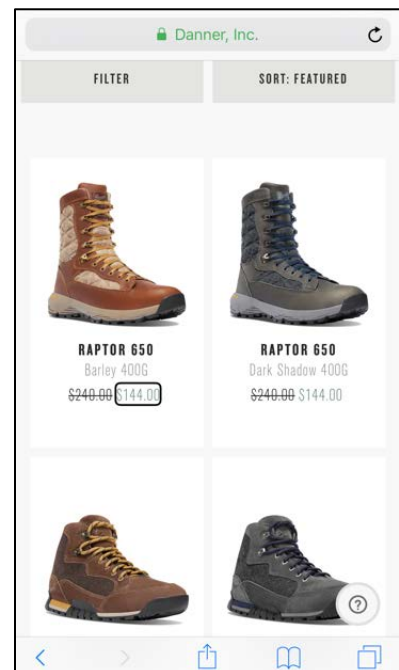 Danner, Inc.
FILTER
SORT: FEATURED
RAPTOR 650
Barley 400G
$240.00 $144.00
RAPTOR 650
Dark Shadow 400G
$240.00 $144.00
?